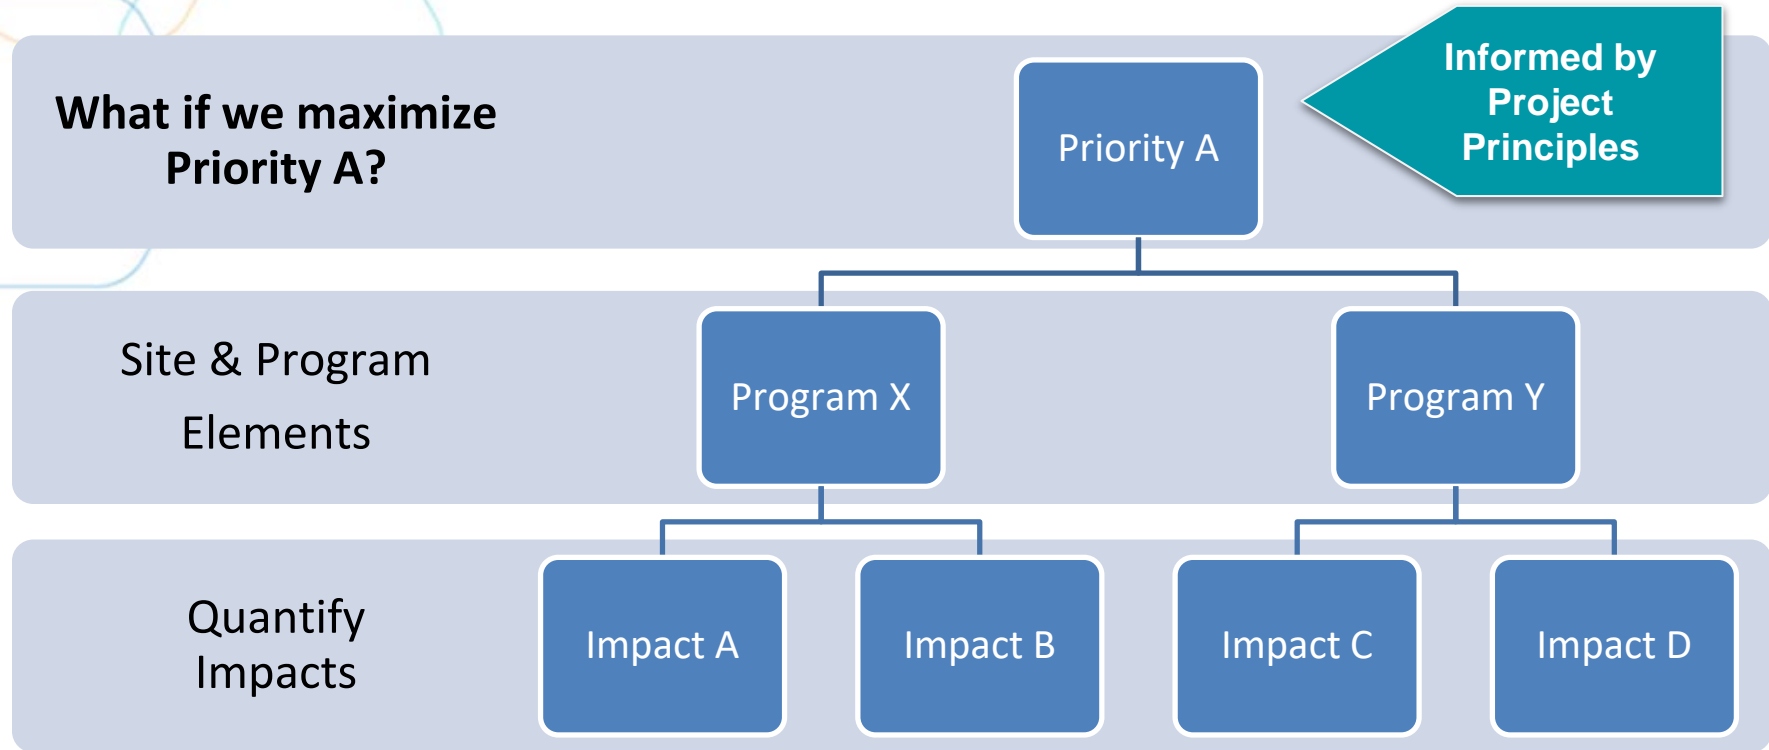 What if we maximize
Priority A?
Priority A
Informed by
Project
Principles
Site & Program
Elements
Program X
Program Y
Quantify
Impacts
Impact A
Impact B
Impact C
Impact D